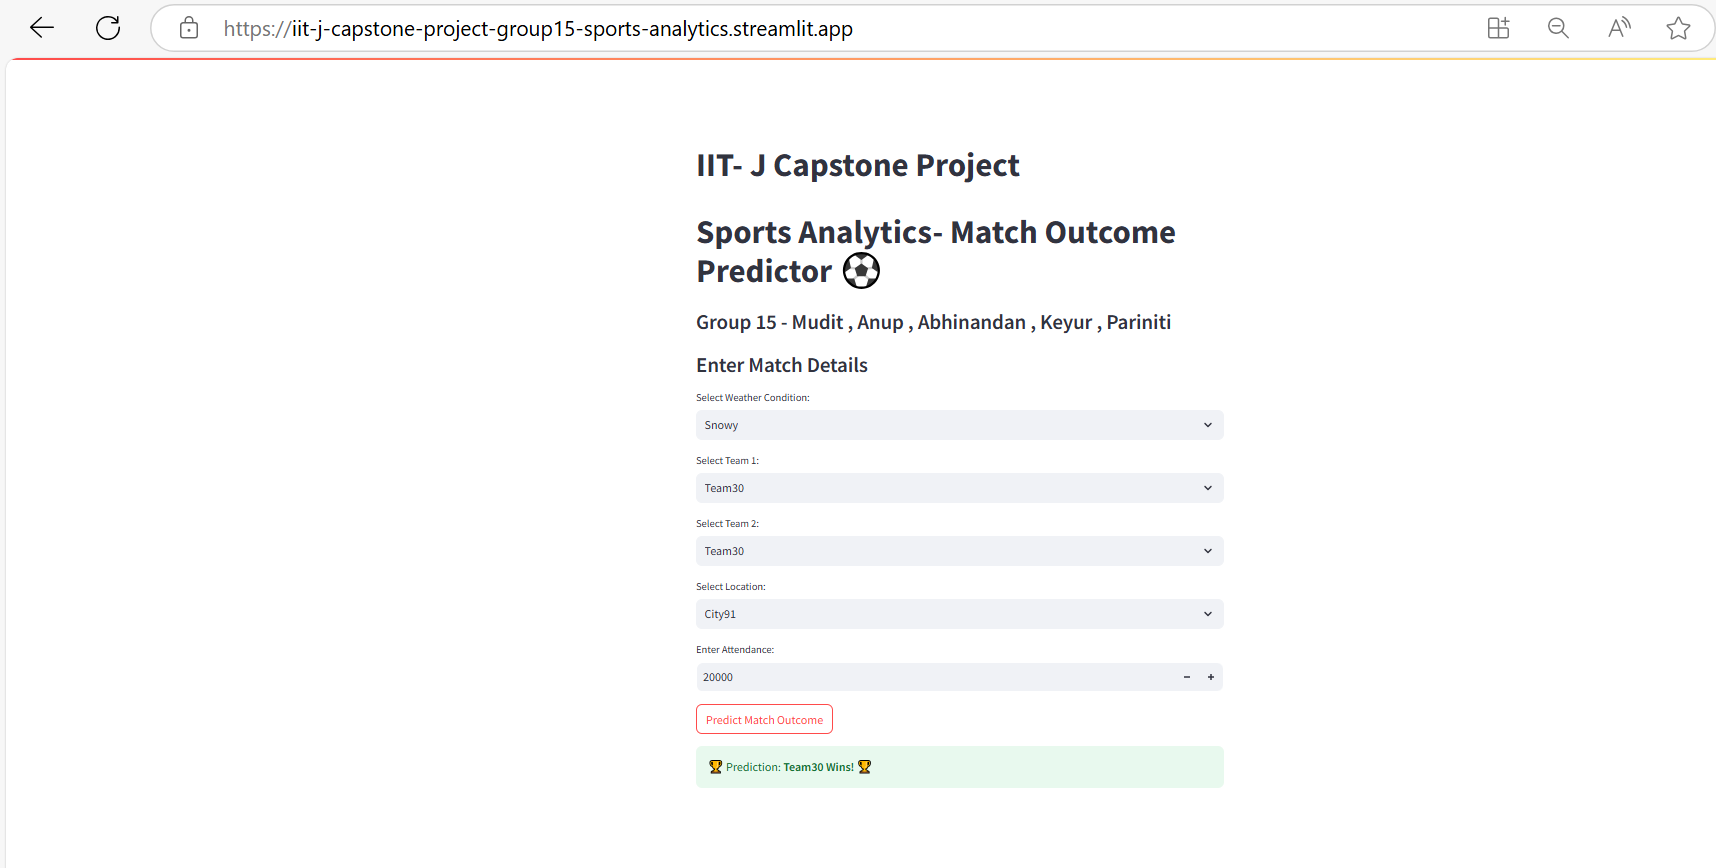 https://iit-j-capstone-project-group15-sports-analytics.streamlit.app
IIT- J Capstone Project
Sports Analytics- Match Outcome
Predictor ⚽
Group 15 - Mudit , Anup , Abhinandan , Keyur , Pariniti
Enter Match Details
Select Weather Condition:
Snowy
Select Team 1:
Team30
Select Team 2:
Team30
Select Location:
City91
Enter Attendance:
20000
Predict Match Outcome
🏆 Prediction: Team30 Wins! 🏆